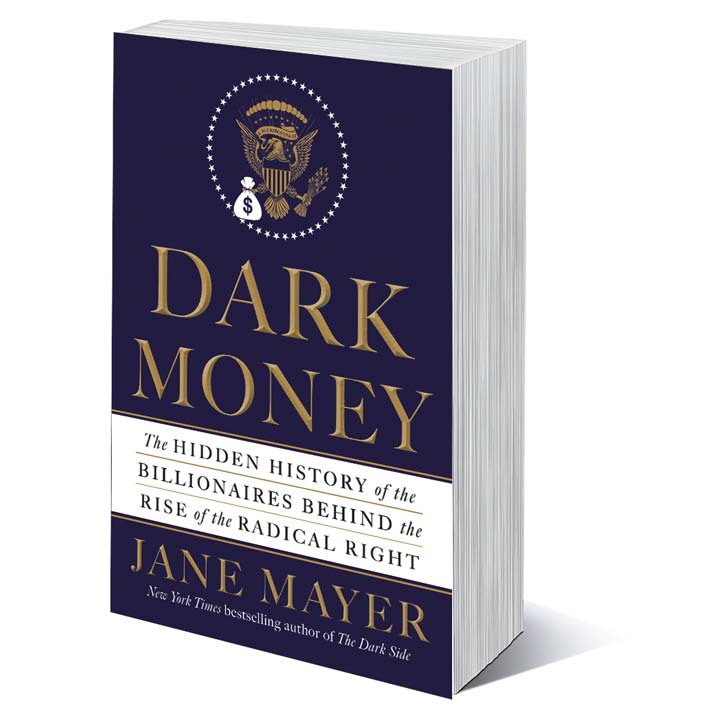 $
DARK
MONEY
The HIDDEN HISTORY of the
BILLIONAIRES BEHIND the
RISE of the RADICAL RIGHT
JANE MAYER
New York Times bestselling author of The Dark Side